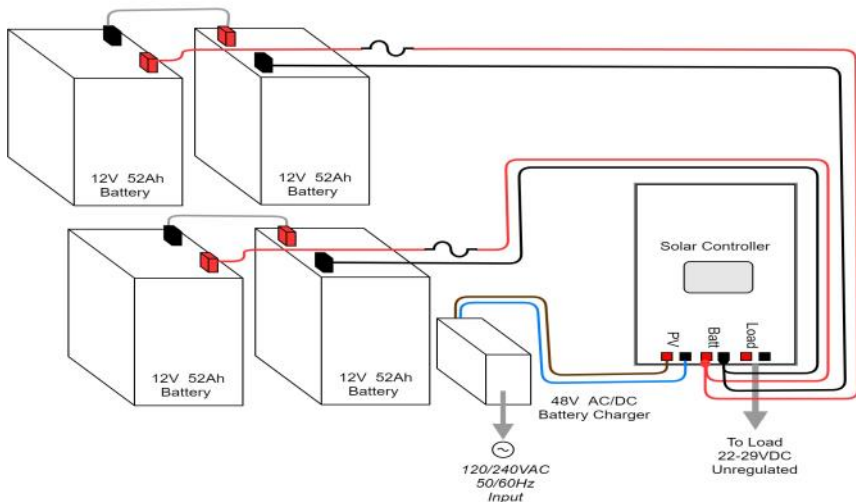 12V 52Ah
Battery
12V 52Ah
Battery
Solar Controller
PV
Batt
Load
12V 52Ah
Battery
12V 52Ah
Battery
48V AC/DC
Battery Charger
To Load
22-29VDC
Unregulated
120/240VAC
50/60Hz
Input